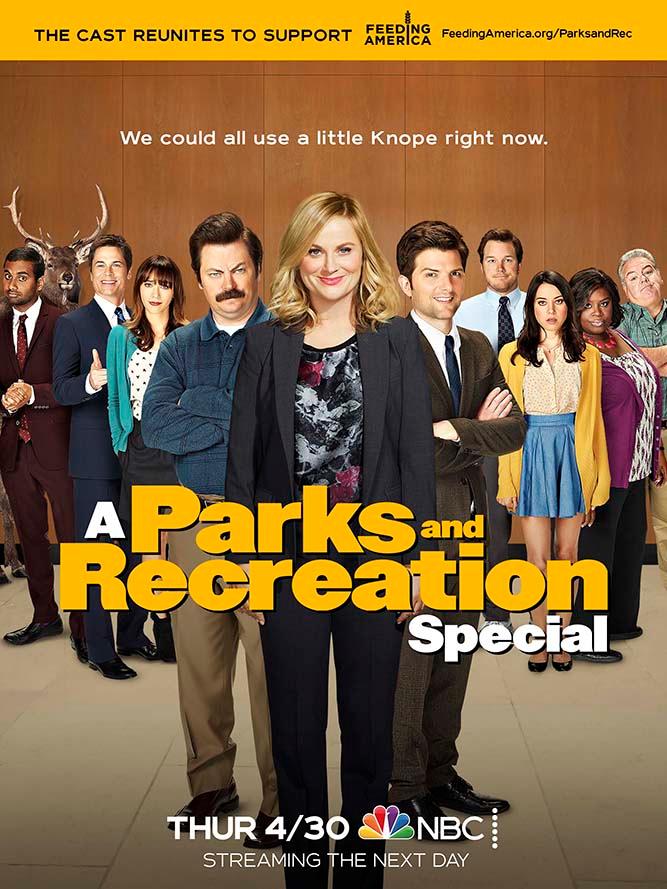 THE CAST REUNITES TO SUPPORT FEEDING AMERICA FeedingAmerica.org/ParksandRec
We could all use a little Knope right now.
A Parks and
Recreation
Special
THUR 4/30 NBC
STREAMING THE NEXT DAY